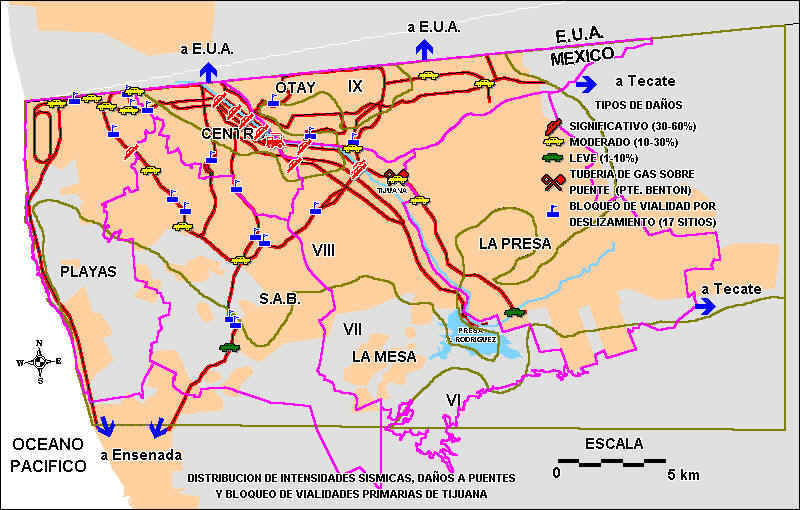 a E.U.A.
a E.U.A.
E.U.A.
MEXICO
a Tecate
OTAY
IX
CENTR
TIPOS DE DAÑOS
SIGNIFICATIVO (30-60%)
MODERADO (10-30%)
LEVE (1-10%)
TUBERIA DE GAS SOBRE
PUENTE (PTE. BENTON)
BLOQUEO DE VIALIDAD POR
DESLIZAMIENTO (17 SITIOS)
TIJUANA
LA PRESA
VIII
PLAYAS
S.A.B.
a Tecate
VII
LA MESA
PRESA
RODRIGUEZ
VI
N
W E
S
OCEANO
PACIFICO
a Ensenada
ESCALA
0 5 km
DISTRIBUCION DE INTENSIDADES SISMICAS, DAÑOS A PUENTES
Y BLOQUEO DE VIALIDADES PRIMARIAS DE TIJUANA